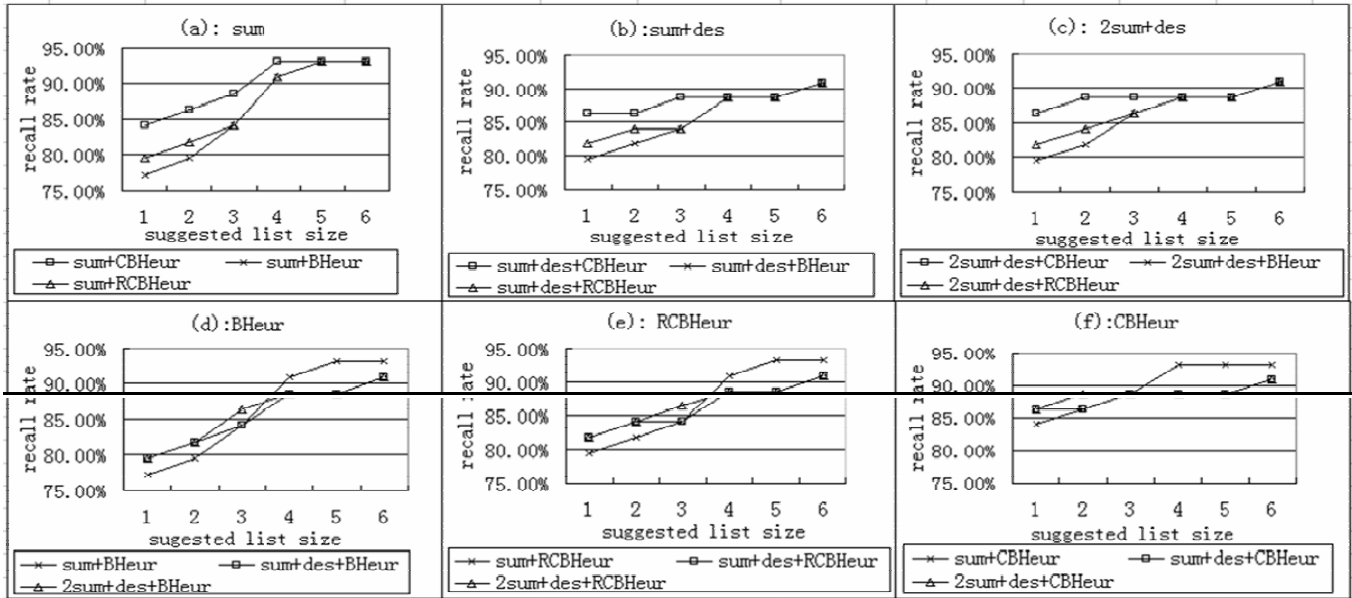 (a): sum
95.00%
90.00%
85.00%
80.00%
75.00%
recall rate
1 2 3 4 5 6
suggested list size
sum+CBHeur sum+BHeur
sum+RCBHeur
(b):sum+des
95.00%
90.00%
85.00%
80.00%
75.00%
recall rate
1 2 3 4 5 6
suggested list size
sum+des+CBHeur sum+des+BHeur
sum+des+RCBHeur
(c): 2sum+des
95.00%
90.00%
85.00%
80.00%
75.00%
recall rate
1 2 3 4 5 6
suggested list size
2sum+des+CBHeur 2sum+des+BHeur
2sum+des+RCBHeur
(d):BHeur
95.00%
90.00%
85.00%
80.00%
75.00%
recall rate
1 2 3 4 5 6
sugested list size
sum+BHeur sum+des+BHeur
2sum+des+BHeur
(e): RCBHeur
95.00%
90.00%
85.00%
80.00%
75.00%
recall rate
1 2 3 4 5 6
suggested list size
sum+RCBHeur sum+des+RCBHeur
2sum+des+RCBHeur
(f):CBHeur
95.00%
90.00%
85.00%
80.00%
75.00%
recall rate
1 2 3 4 5 6
suggested list size
sum+CBHeur sum+des+CBHeur
2sum+des+CBHeur